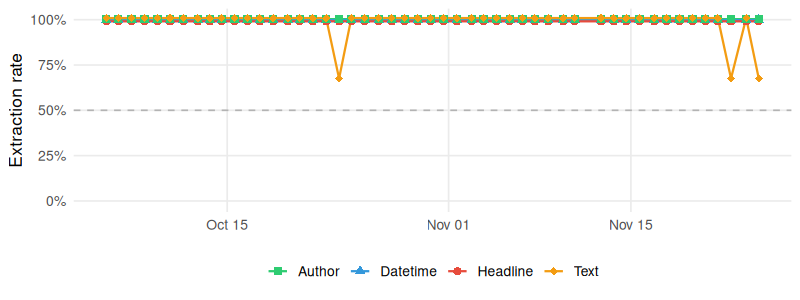 Extraction rate
100%
75%
50%
25%
0%
Oct 15 Nov 01 Nov 15
Author Datetime Headline Text